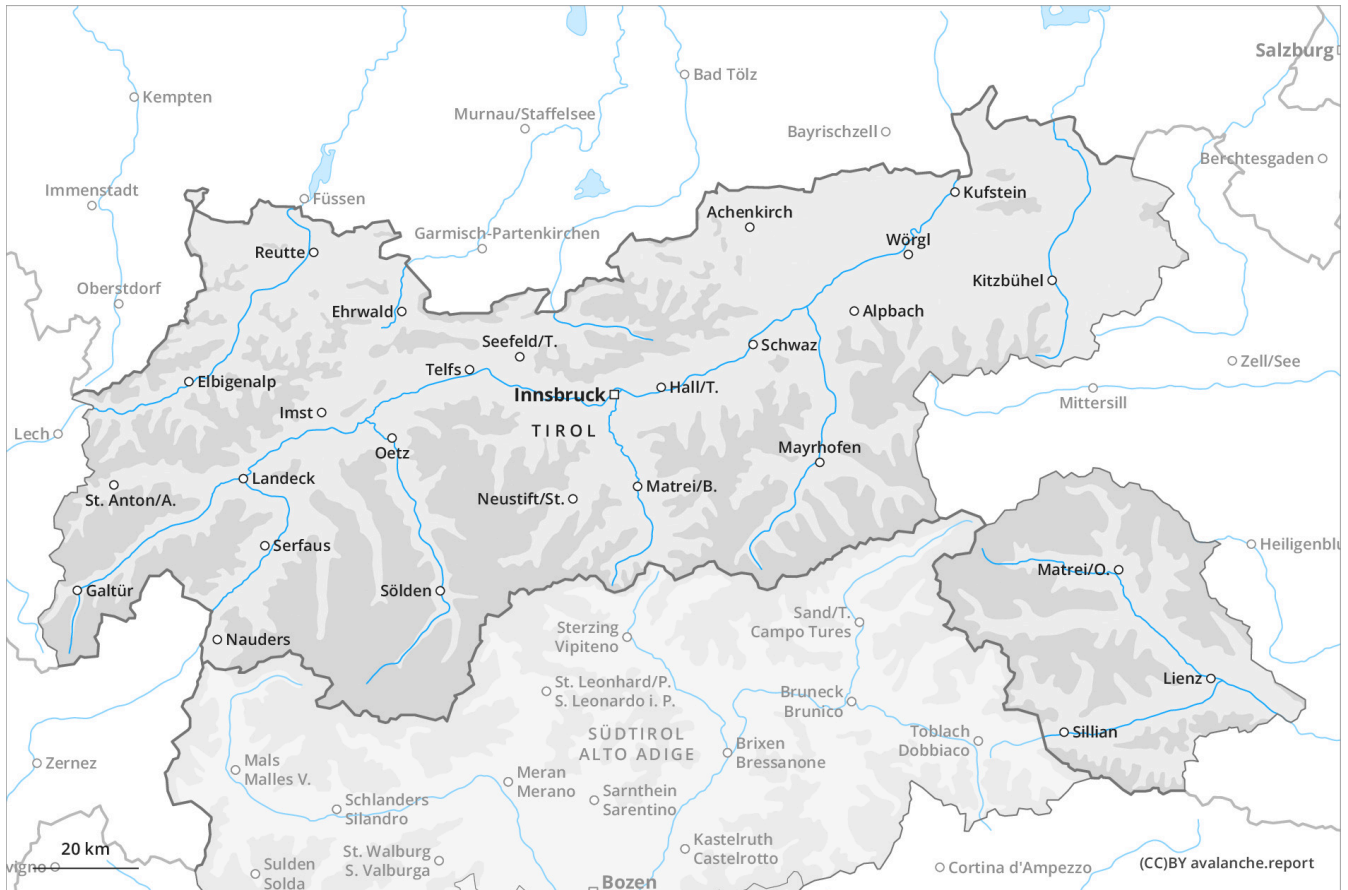 Salzburg
Bad Tölz
Kempten
Murnau/Staffelsee
Bayrischzell
Berchtesgaden
Immenstadt
Füssen
Kufstein
Achenkirch
Garmisch-Partenkirchen
Wörgl
Reutte
Oberstdorf
Kitzbühel
Ehrwald
Alpbach
Seefeld/T.
Schwaz
Zell/See
Telfs
Elbigenalp
Hall/T.
Innsbruck
Mittersill
Imst
TIROL
Lech
Oetz
Mayrhofen
Landeck
St. Anton/A.
Neustift/St.
Matrei/B.
Serfaus
Heiligenblu
Matrei/O.
Galtür
Sölden
Sand/T.
Campo Tures
Nauders
Sterzing
Vipiteno
Lienz
St. Leonhard/P.
S. Leonardo i. P.
Bruneck
Brunico
SÜDTIROL
ALTO ADIGE
Toblach
Dobbiaco
Sillian
Brixen
Bressanone
Zernez
Mals
Malles V.
Meran
Merano
Sarnthein
Sarentino
Schlanders
Silandro
Kastelruth
Castelrotto
20 km
St. Walburg
S. Valburga
vigno
Sulden
Solda
Cortina d'Ampezzo
(CC)BY avalanche.report
Bozen